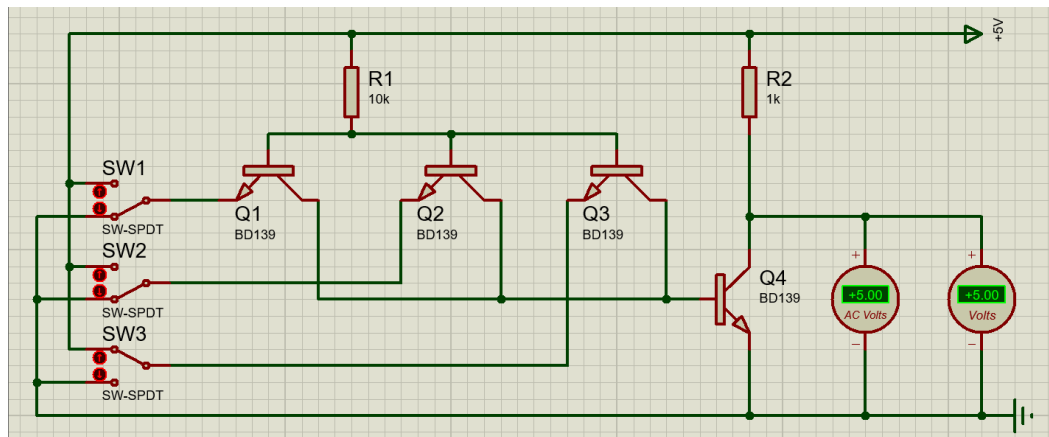 +5V
R1
10k
R2
1k
SW1
SW-SPDT
Q1
BD139
Q2
BD139
Q3
BD139
SW2
SW-SPDT
Q4
BD139
+5.00
AC Volts
+5.00
Volts
SW3
SW-SPDT